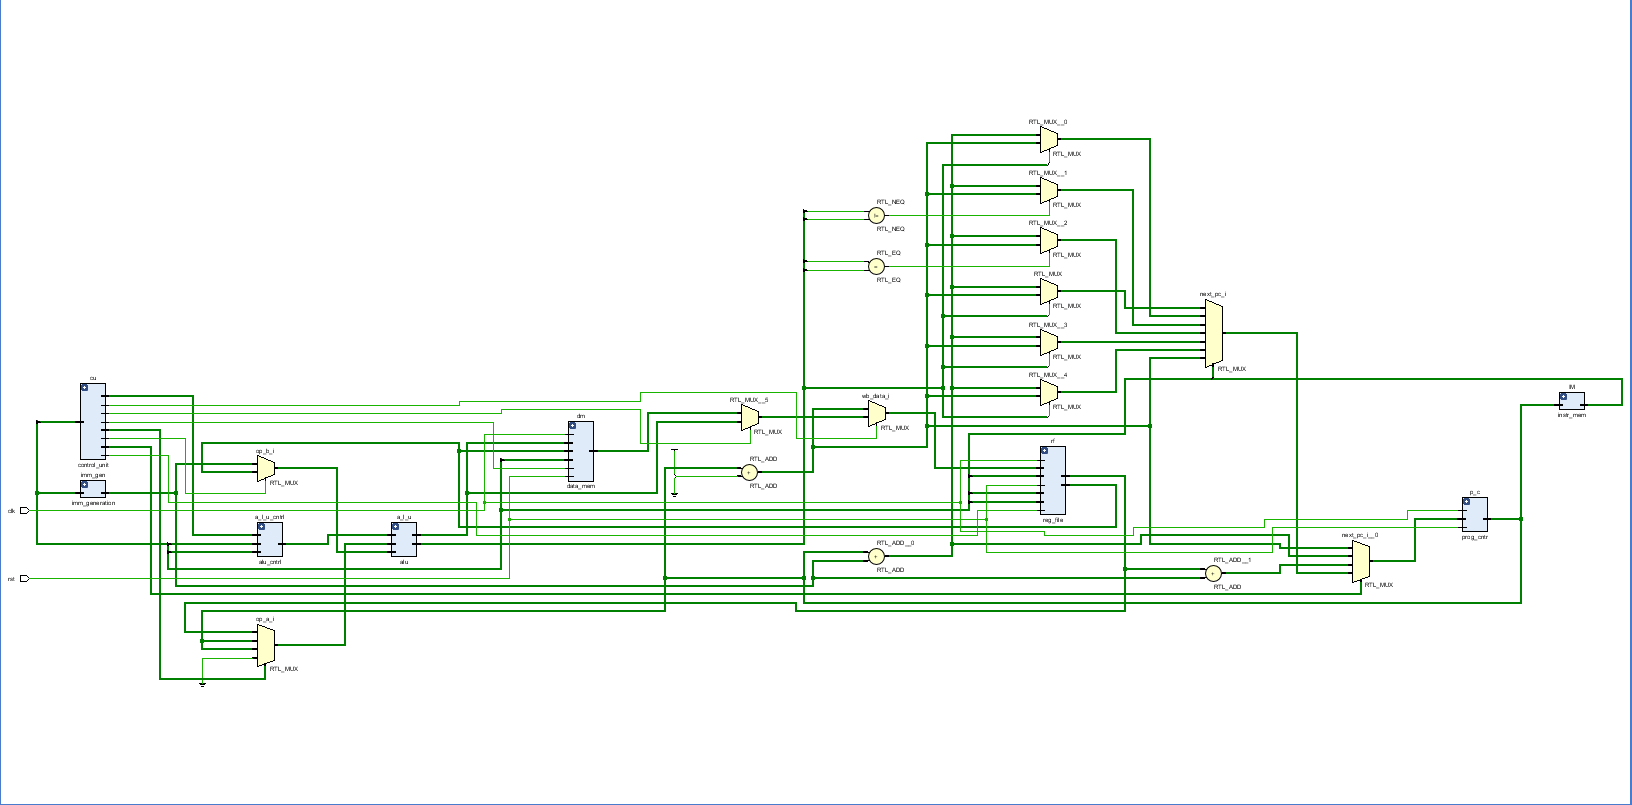 RTL_MUX__0
RTL_MUX
RTL_MUX__1
RTL_MUX
RTL_NEQ
RTL_NEQ
RTL_MUX__2
RTL_MUX
RTL_EQ
=
RTL_EQ
RTL_MUX
RTL_MUX
next_pc_i
RTL_MUX__3
RTL_MUX
RTL_MUX
RTL_MUX__4
RTL_MUX
cu
control_unit
IM
instr_mem
RTL_MUX__5
RTL_MUX
wb_data_i
RTL_MUX
dm
data_mem
rf
reg_file
op_b_i
RTL_MUX
RTL_ADD
+
RTL_ADD
imm_gen
imm_generation
p_c
prog_cntr
clk
a_l_u_cntrl
alu_cntrl
a_l_u
alu
next_pc_i__0
RTL_MUX
RTL_ADD__0
+
RTL_ADD
RTL_ADD__1
+
RTL_ADD
rst
op_a_i
RTL_MUX